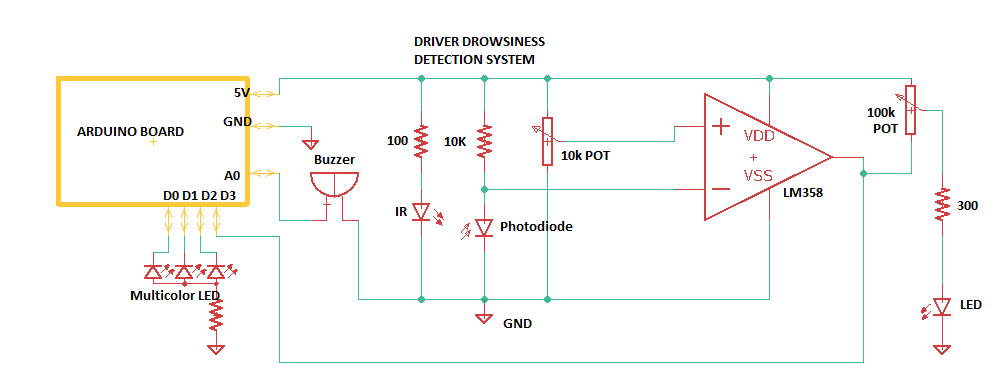 DRIVER DROWSINESS
DETECTION SYSTEM
5V
GND
ARDUINO BOARD
A0
D0 D1 D2 D3
Buzzer
100
10K
10k POT
IR
Photodiode
VDD
VSS
LM358
100k
POT
300
LED
Multicolor LED
GND